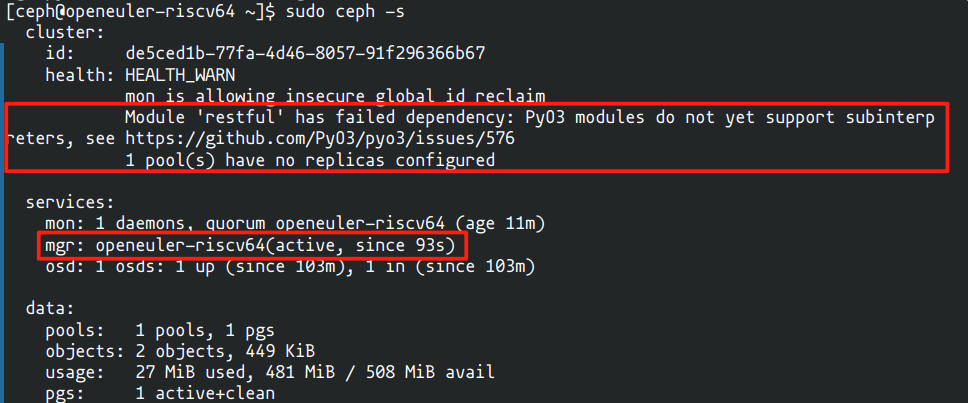 [ceph@openeuler-riscv64 ~]$ sudo ceph -s
  cluster:
    id:     de5ced1b-77fa-4d46-8057-91f296366b67
    health: HEALTH_WARN
            mon is allowing insecure global id reclaim
            Module 'restful' has failed dependency: PyO3 modules do not yet support subinterp
reters, see https://github.com/PyO3/pyo3/issues/576
            1 pool(s) have no replicas configured

  services:
    mon: 1 daemons, quorum openeuler-riscv64 (age 11m)
    mgr: openeuler-riscv64(active, since 93s)
    osd: 1 osds: 1 up (since 103m), 1 in (since 103m)

  data:
    pools:   1 pools, 1 pgs
    objects: 2 objects, 449 KiB
    usage:   27 MiB used, 481 MiB / 508 MiB avail
    pgs:     1 active+clean